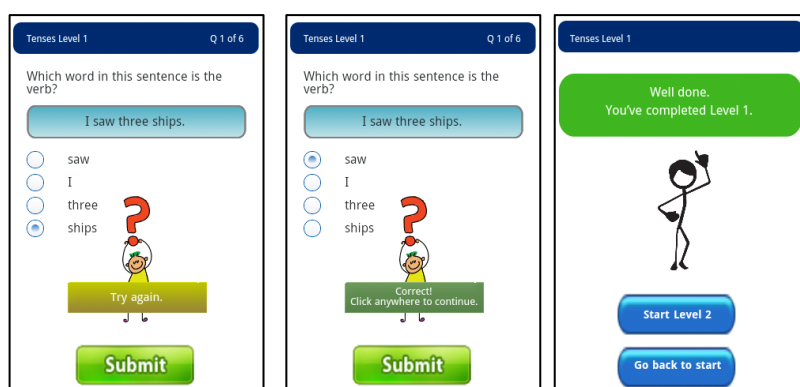 Tenses Level 1 Q 1 of 6
Which word in this sentence is the
verb?
I saw three ships.
saw
I
three
ships
?
Try again.
Submit
Tenses Level 1 Q 1 of 6
Which word in this sentence is the
verb?
I saw three ships.
saw
I
three
ships
?
Correct!
Click anywhere to continue.
Submit
Tenses Level 1
Well done.
You've completed Level 1.
Start Level 2
Go back to start